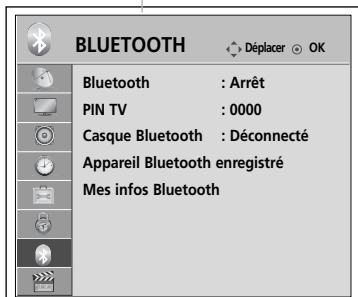 BLUETOOTH Déplacer OK
Bluetooth : Arrêt
PIN TV : 0000
Casque Bluetooth : Déconnecté
Appareil Bluetooth enregistré
Mes infos Bluetooth